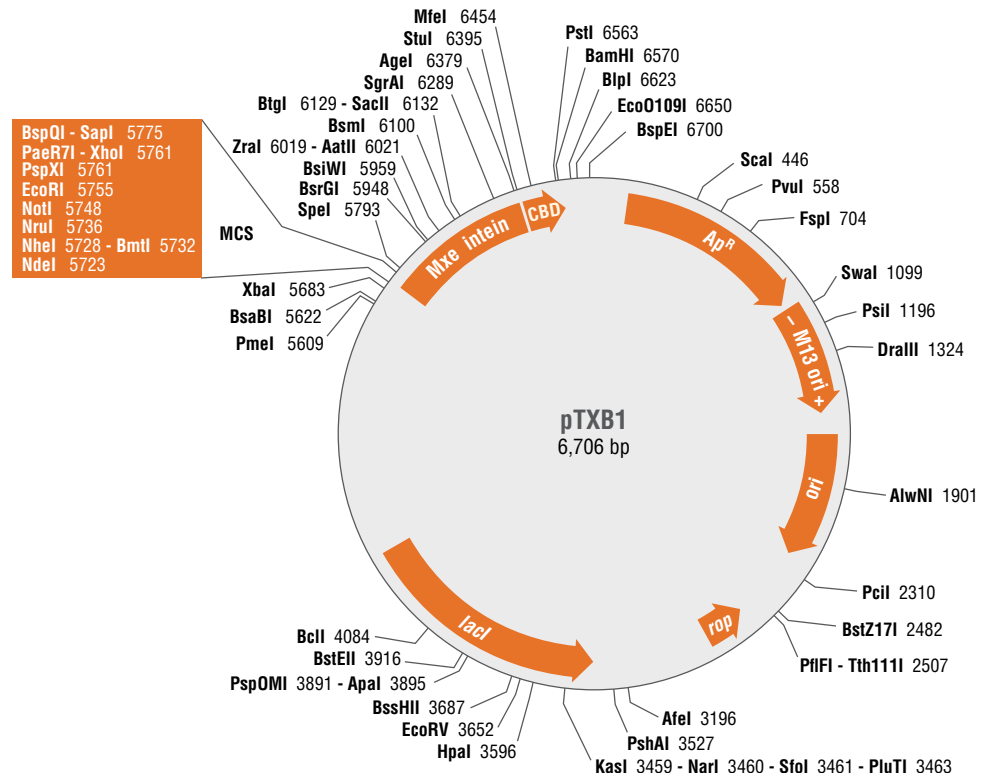 MfeI 6454
StuI 6395
AgeI 6379
SgrAI 6289
BtgI 6129 - SacII 6132
BsmI 6100
ZraI 6019 - AatII 6021
BsiWI 5959
BsrGI 5948
SpeI 5793
MCS
BspQI - SapI 5775
PaeR7I - XhoI 5761
PspXI 5761
EcoRI 5755
NotI 5748
NruI 5736
NheI 5728 - BmtI 5732
NdeI 5723
XbaI 5683
BsaBI 5622
PmeI 5609
PstI 6563
BamHI 6570
BlpI 6623
EcoO109I 6650
BspEI 6700
ScaI 446
PvuI 558
FspI 704
SwaI 1099
PsiI 1196
DraIII 1324
AlwNI 1901
PciI 2310
BstZ17I 2482
PflFI - Tth111I 2507
AfeI 3196
PshAI 3527
KasI 3459 - NarI 3460 - SfoI 3461 - PluTI 3463
HpaI 3596
EcoRV 3652
BssHII 3687
PspOMI 3891 - ApaI 3895
BstEII 3916
BclI 4084
Mxe intein
CBD
ApR
– M13 ori +
ori
rop
lacI
pTXB1
6,706 bp